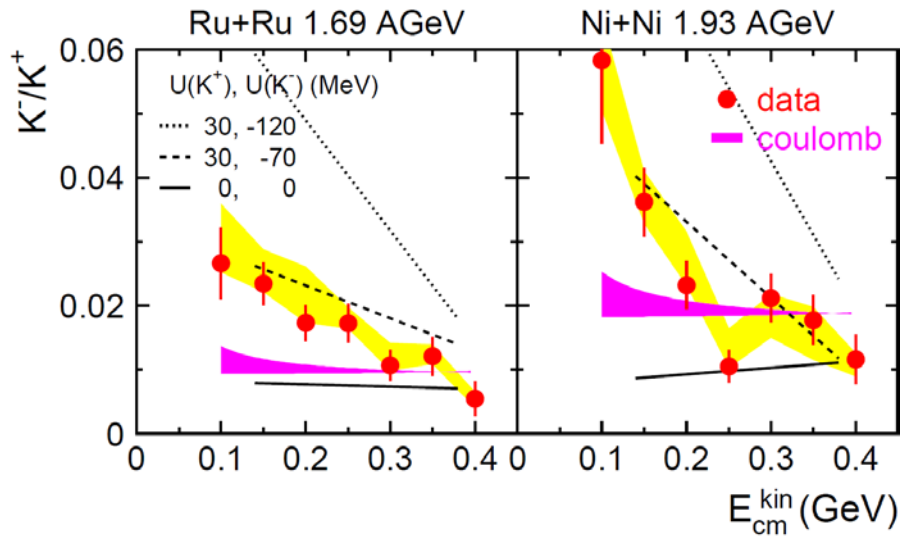 Ru+Ru 1.69 AGeV
Ni+Ni 1.93 AGeV
K⁻/K⁺
0.06
0.04
0.02
0
U(K⁺), U(K⁻) (MeV)
30, -120
30, -70
0, 0
data
coulomb
0 0.1 0.2 0.3 0.4 0 0.1 0.2 0.3 0.4
E_cm^kin (GeV)